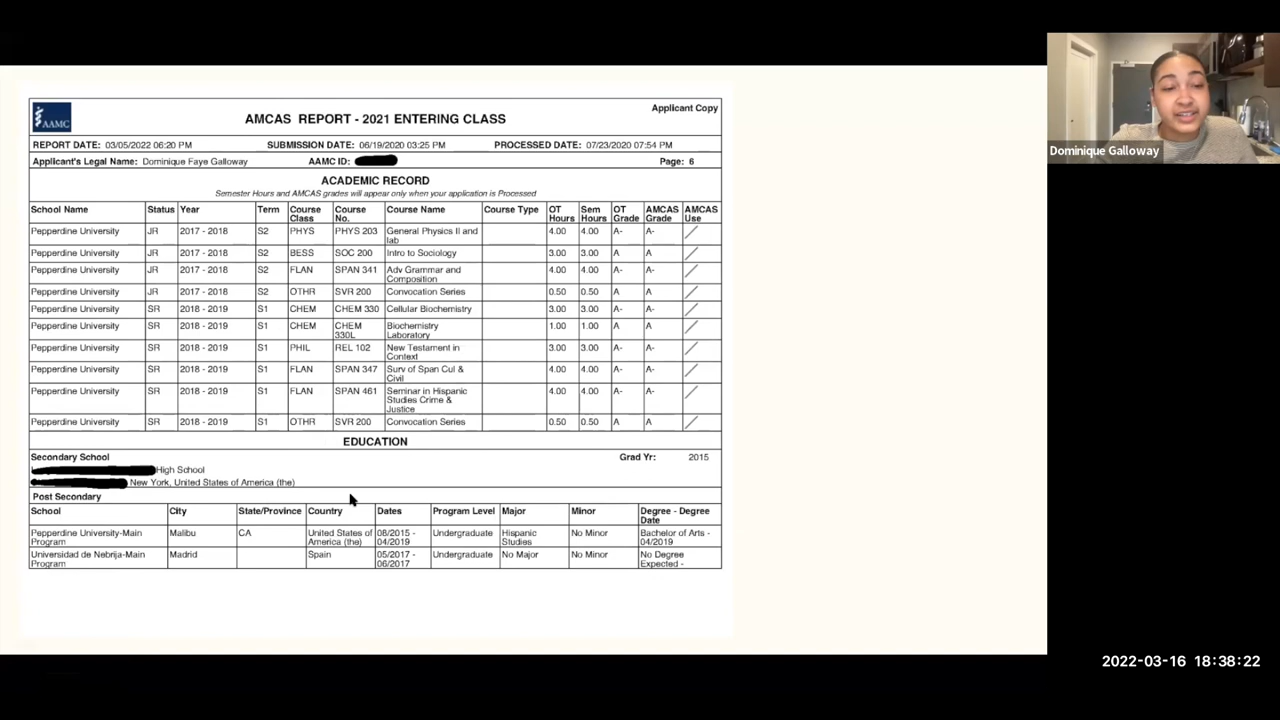 AAMC
Applicant Copy
AMCAS REPORT - 2021 ENTERING CLASS
REPORT DATE: 03/05/2022 06:20 PM SUBMISSION DATE: 06/19/2020 03:25 PM PROCESSED DATE: 07/23/2020 07:54 PM
Applicant's Legal Name: Dominique Faye Galloway AAMC ID: Page: 6
ACADEMIC RECORD
Semester Hours and AMCAS grades will appear only when your application is Processed
School Name Status Year Term Course Course Course Name Course Type OT Sem OT AMCAS AMCAS
Class No. Hours Hours Grade Grade Use
Pepperdine University JR 2017 - 2018 S2 PHYS PHYS 203 General Physics II and 4.00 4.00 A- A-
lab
Pepperdine University JR 2017 - 2018 S2 BESS SOC 200 Intro to Sociology 3.00 3.00 A A
Pepperdine University JR 2017 - 2018 S2 FLAN SPAN 341 Adv Grammar and 4.00 4.00 A- A-
Composition
Pepperdine University JR 2017 - 2018 S2 OTHR SVR 200 Convocation Series 0.50 0.50 A A
Pepperdine University SR 2018 - 2019 S1 CHEM CHEM 330 Cellular Biochemistry 3.00 3.00 A- A-
Pepperdine University SR 2018 - 2019 S1 CHEM CHEM Biochemistry 1.00 1.00 A A
330L Laboratory
Pepperdine University SR 2018 - 2019 S1 PHIL REL 102 New Testament in 3.00 3.00 A- A-
Context
Pepperdine University SR 2018 - 2019 S1 FLAN SPAN 347 Surv of Span Cul & 4.00 4.00 A- A-
Civil
Pepperdine University SR 2018 - 2019 S1 FLAN SPAN 461 Seminar in Hispanic 4.00 4.00 A- A-
Studies Crime &
Justice
Pepperdine University SR 2018 - 2019 S1 OTHR SVR 200 Convocation Series 0.50 0.50 A A
EDUCATION
Secondary School Grad Yr: 2015
High School
New York, United States of America (the)
Post Secondary
School City State/Province Country Dates Program Level Major Minor Degree - Degree
Date
Pepperdine University-Main Malibu CA United States of 08/2015 - Undergraduate Hispanic No Minor Bachelor of Arts -
Program America (the) 04/2019 Studies 04/2019
Universidad de Nebrija-Main Madrid Spain 05/2017 - Undergraduate No Major No Minor No Degree
Program 06/2017 Expected -
Dominique Galloway
2022-03-16 18:38:22